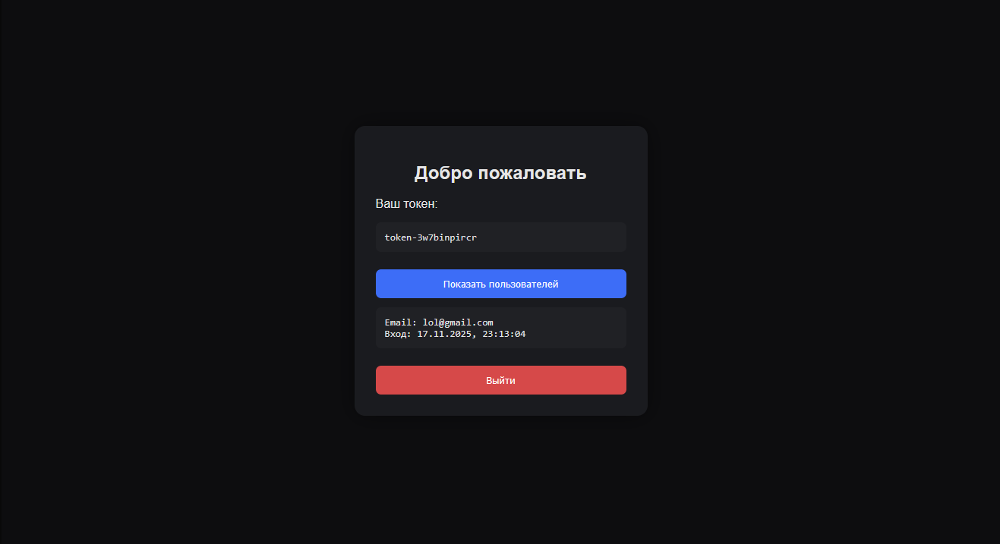 Добро пожаловать
Ваш токен:
token-3w7binpircr
Показать пользователей
Email: lol@gmail.com
Вход: 17.11.2025, 23:13:04
Выйти